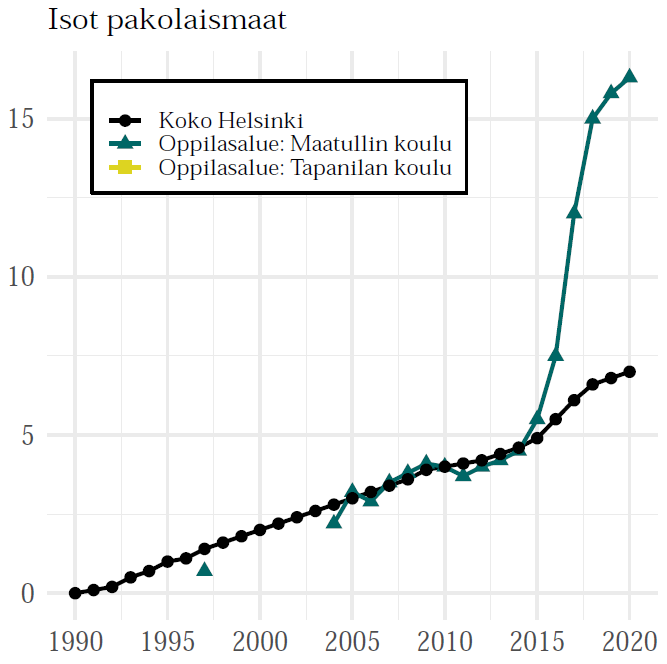 Isot pakolaismaat
Koko Helsinki
Oppilasalue: Maatullin koulu
Oppilasalue: Tapanilan koulu
15
10
5
0
1990 1995 2000 2005 2010 2015 2020